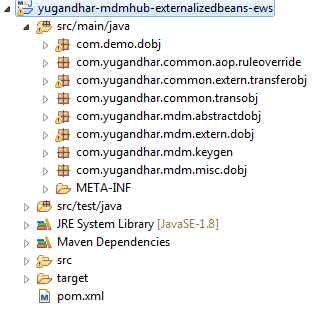 yugandhar-mdmhub-externalizedbeans-ews
src/main/java
com.demo.dobj
com.yugandhar.common.aop.ruleoverride
com.yugandhar.common.extern.transferobj
com.yugandhar.common.transobj
com.yugandhar.mdm.abstractdobj
com.yugandhar.mdm.extern.dobj
com.yugandhar.mdm.keygen
com.yugandhar.mdm.misc.dobj
META-INF
src/test/java
JRE System Library [JavaSE-1.8]
Maven Dependencies
src
target
pom.xml